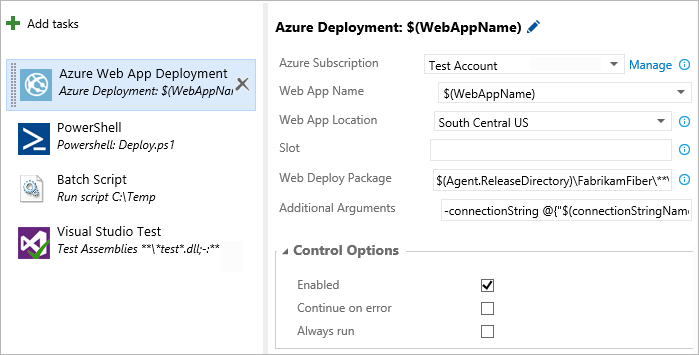 Add tasks
Azure Web App Deployment
Azure Deployment: $(WebAppNar
PowerShell
Powershell: Deploy.ps1
Batch Script
Run script C:\Temp
Visual Studio Test
Test Assemblies **\*test*.dll;-:**
Azure Deployment: $(WebAppName)
Azure Subscription Test Account Manage
Web App Name $(WebAppName)
Web App Location South Central US
Slot
Web Deploy Package $(Agent.ReleaseDirectory)\FabrikamFiber\**\
Additional Arguments -connectionString @{"$(connectionStringName
Control Options
Enabled
Continue on error
Always run